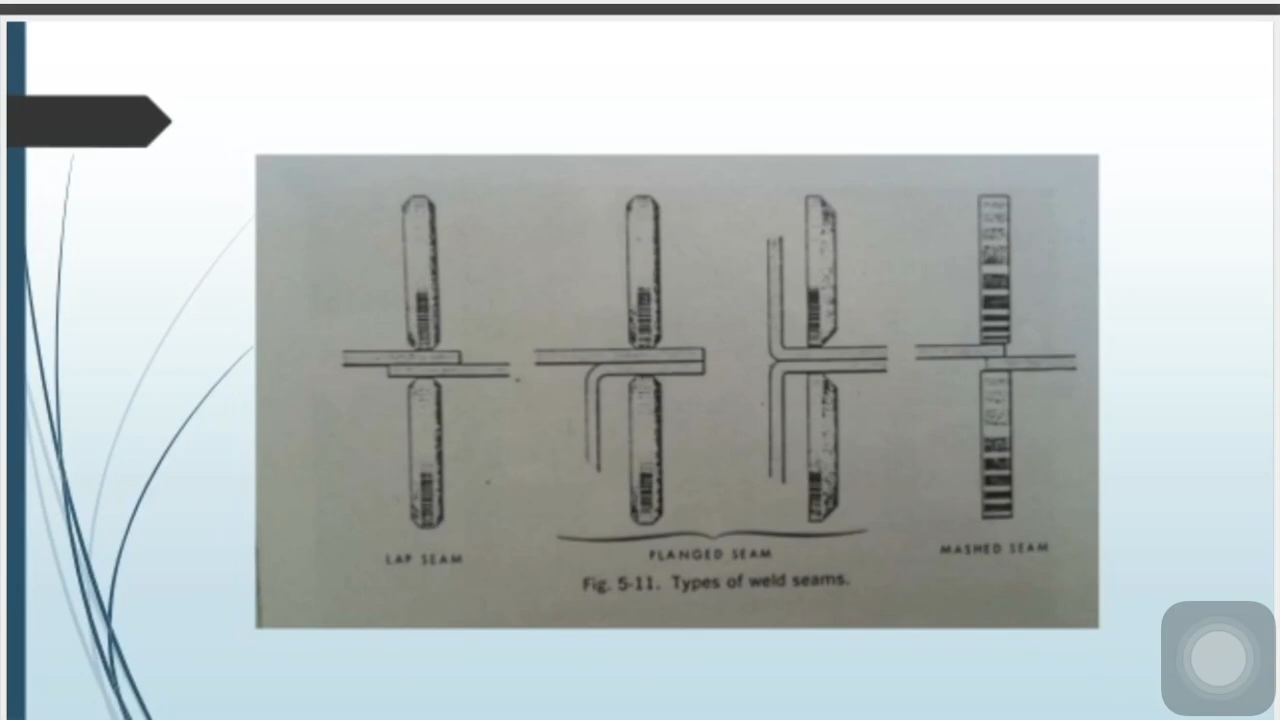 LAP SEAM
FLANGED SEAM
MASHED SEAM
Fig. 5-11. Types of weld seams.